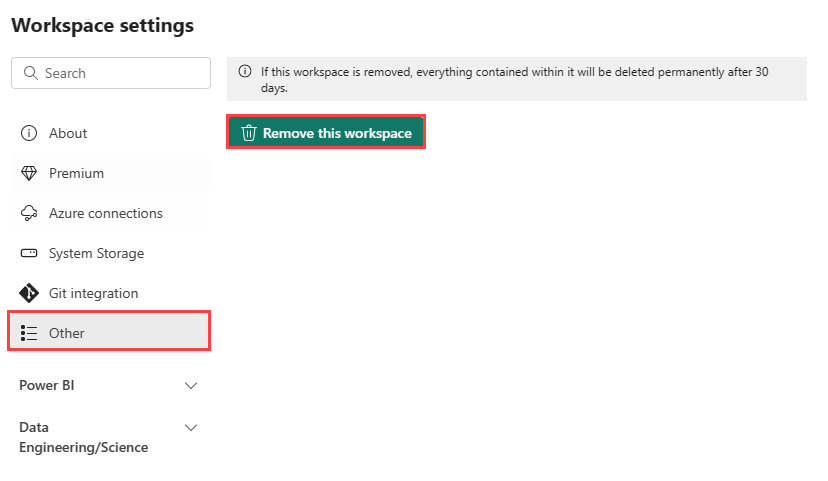 Workspace settings
Search
If this workspace is removed, everything contained within it will be deleted permanently after 30
days.
Remove this workspace
About
Premium
Azure connections
System Storage
Git integration
Other
Power BI
Data
Engineering/Science